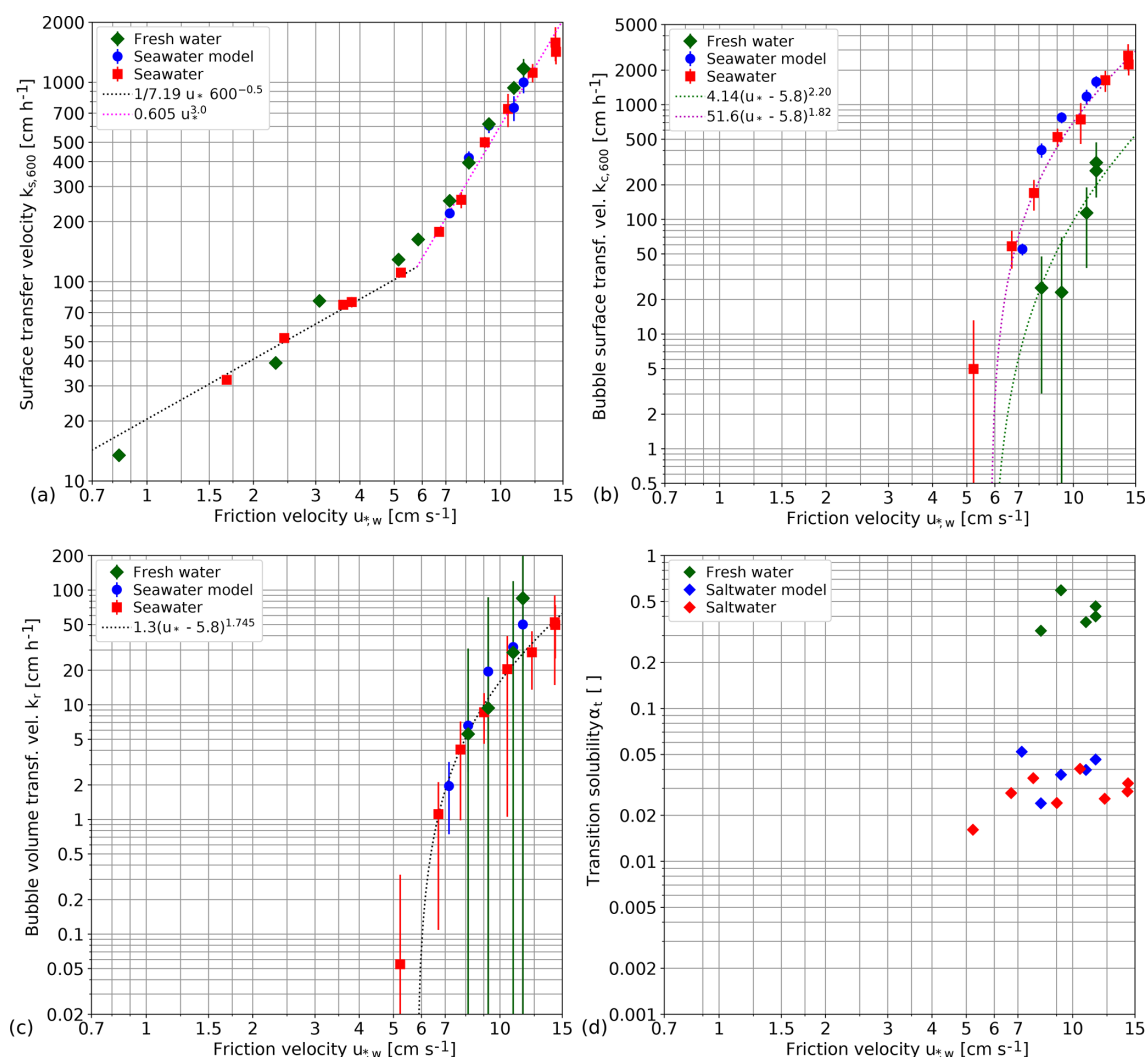 Fresh water
Seawater model
Seawater
1/7.19 u* 600^−0.5
0.605 u*^3.0
Surface transfer velocity k_s,600 [cm h^-1]
2000
1000
700
500
400
300
200
100
70
50
40
30
20
10
0.7 1 1.5 2 3 4 5 6 7 10 15
(a)
Friction velocity u*,w [cm s^-1]
Fresh water
Seawater model
Seawater
4.14(u* - 5.8)^2.20
51.6(u* - 5.8)^1.82
Bubble surface transf. vel. k_c,600 [cm h^-1]
5000
2000
1000
500
200
100
50
20
10
5
2
1
0.5
0.7 1 1.5 2 3 4 5 6 7 10 15
(b)
Friction velocity u*,w [cm s^-1]
Fresh water
Seawater model
Seawater
1.3(u* - 5.8)^1.745
Bubble volume transf. vel. k_r [cm h^-1]
200
100
50
20
10
5
2
1
0.5
0.2
0.1
0.05
0.02
0.7 1 1.5 2 3 4 5 6 7 10 15
(c)
Friction velocity u*,w [cm s^-1]
Fresh water
Saltwater model
Saltwater
Transition solubility α_t [ ]
1
0.5
0.2
0.1
0.05
0.02
0.01
0.005
0.002
0.001
0.7 1 1.5 2 3 4 5 6 7 10 15
(d)
Friction velocity u*,w [cm s^-1]